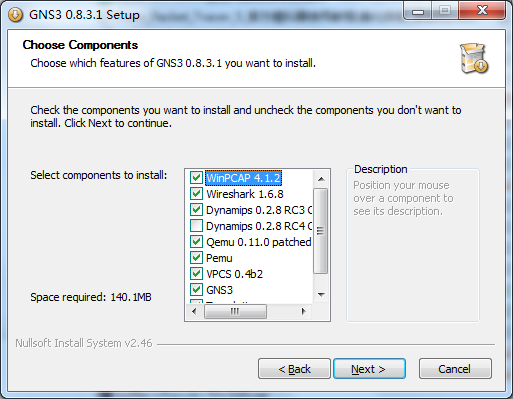 GNS3 0.8.3.1 Setup
Choose Components
Choose which features of GNS3 0.8.3.1 you want to install.
Check the components you want to install and uncheck the components you don't want to
install. Click Next to continue.
Select components to install:
WinPCAP 4.1.2
Wireshark 1.6.8
Dynamips 0.2.8 RC3 C
Dynamips 0.2.8 RC4 C
Qemu 0.11.0 patched
Pemu
VPCS 0.4b2
GNS3
Description
Position your mouse
over a component to
see its description.
Space required: 140.1MB
Nullsoft Install System v2.46
< Back
Next >
Cancel